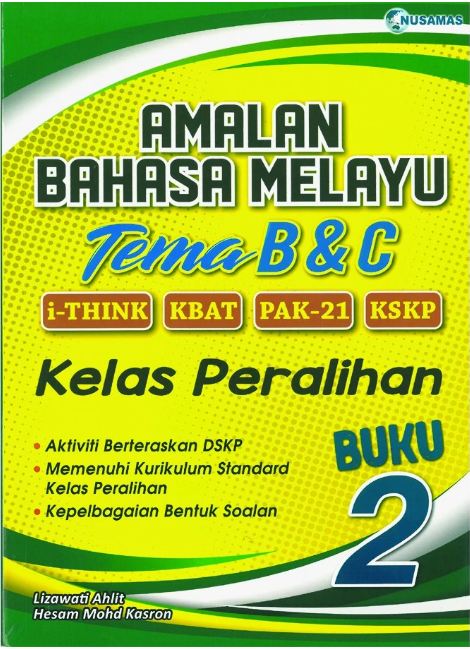 NUSAMAS
AMALAN
BAHASA MELAYU
Tema B & C
i-THINK KBAT PAK-21 KSKP
Kelas Peralihan
BUKU
2
• Aktiviti Berteraskan DSKP
• Memenuhi Kurikulum Standard
Kelas Peralihan
• Kepelbagaian Bentuk Soalan
Lizawati Ahlit
Hesam Mohd Kasron